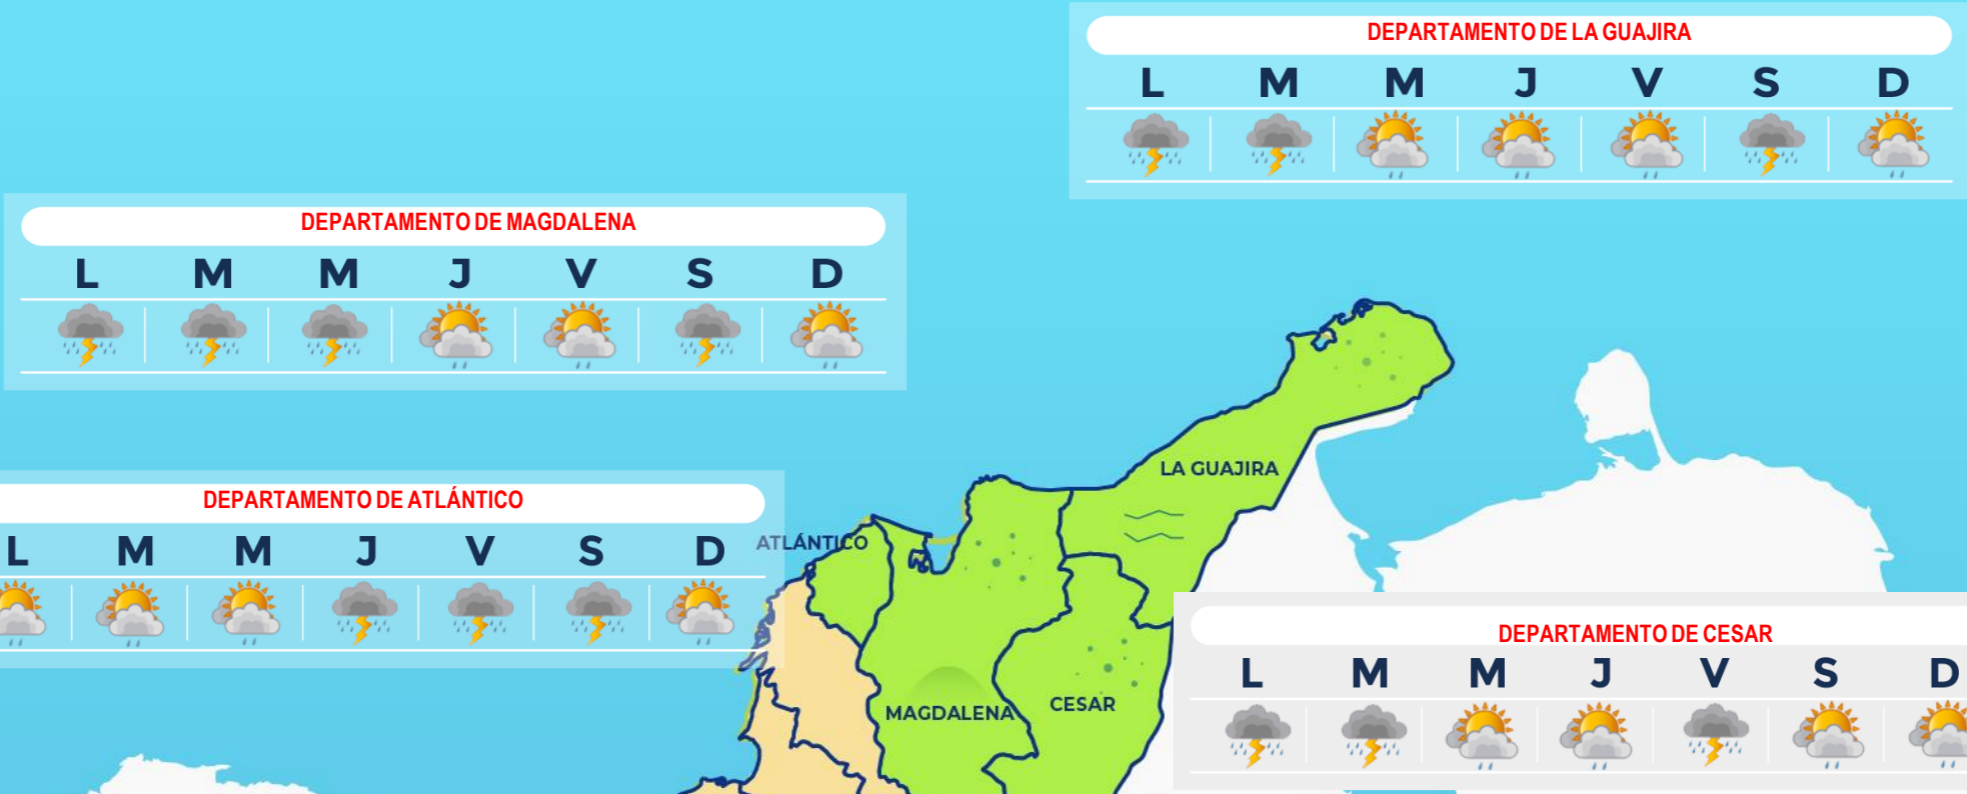 DEPARTAMENTO DE LA GUAJIRA
L M M J V S D
DEPARTAMENTO DE MAGDALENA
L M M J V S D
DEPARTAMENTO DE ATLÁNTICO
L M M J V S D
LA GUAJIRA
ATLÁNTICO
MAGDALENA
CESAR
DEPARTAMENTO DE CESAR
L M M J V S D